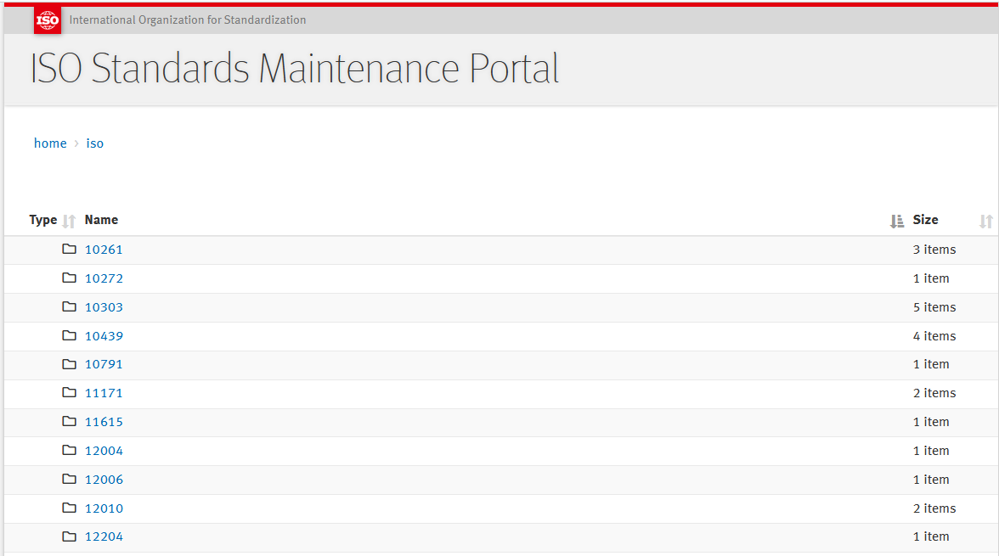 ISO International Organization for Standardization
ISO Standards Maintenance Portal
home › iso
Type Name Size
10261 3 items
10272 1 item
10303 5 items
10439 4 items
10791 1 item
11171 2 items
11615 1 item
12004 1 item
12006 1 item
12010 2 items
12204 1 item